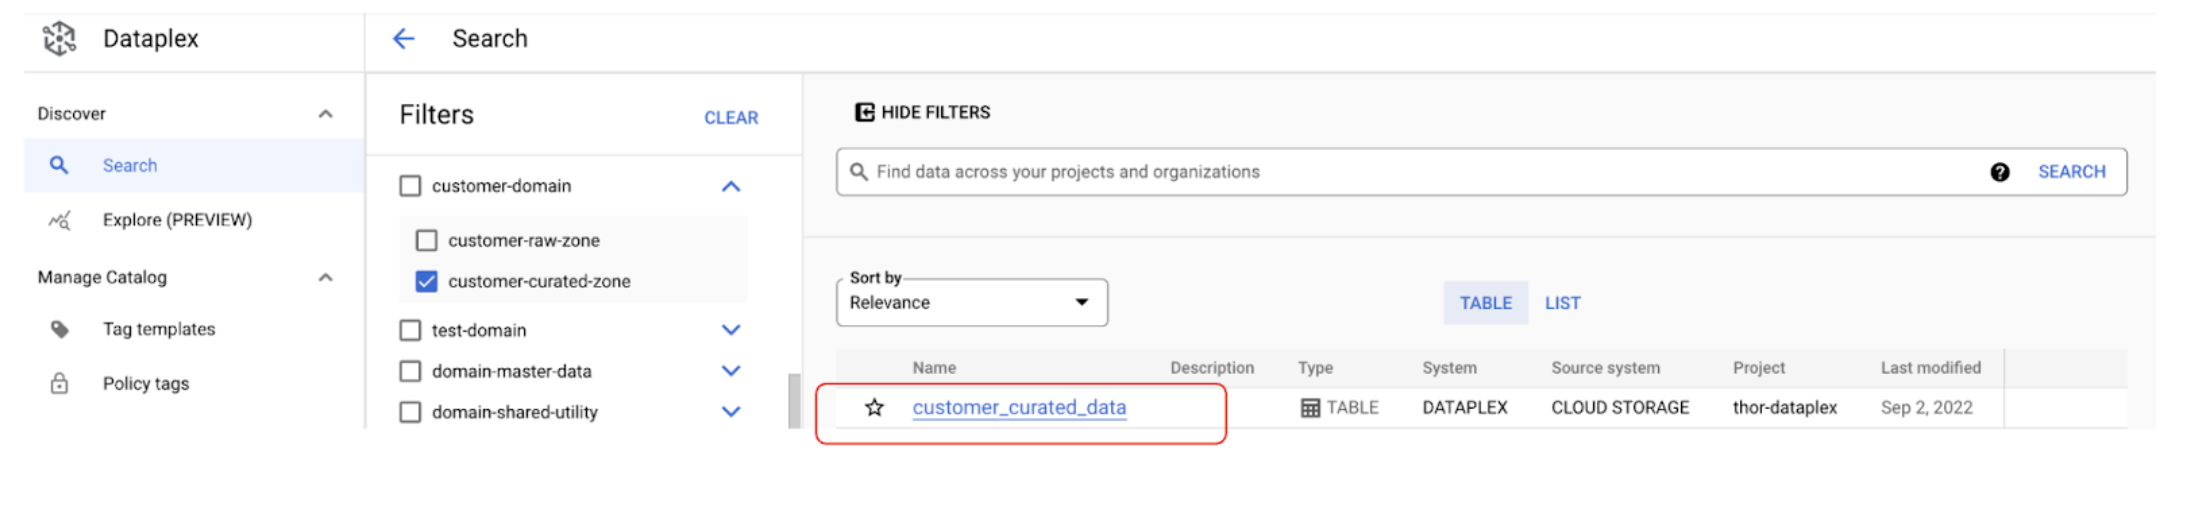 Dataplex
Search
Discover
Search
Explore (PREVIEW)
Manage Catalog
Tag templates
Policy tags
Filters
CLEAR
customer-domain
customer-raw-zone
customer-curated-zone
test-domain
domain-master-data
domain-shared-utility
HIDE FILTERS
Find data across your projects and organizations
SEARCH
Sort by
Relevance
TABLE LIST
Name Description Type System Source system Project Last modified
customer_curated_data TABLE DATAPLEX CLOUD STORAGE thor-dataplex Sep 2, 2022